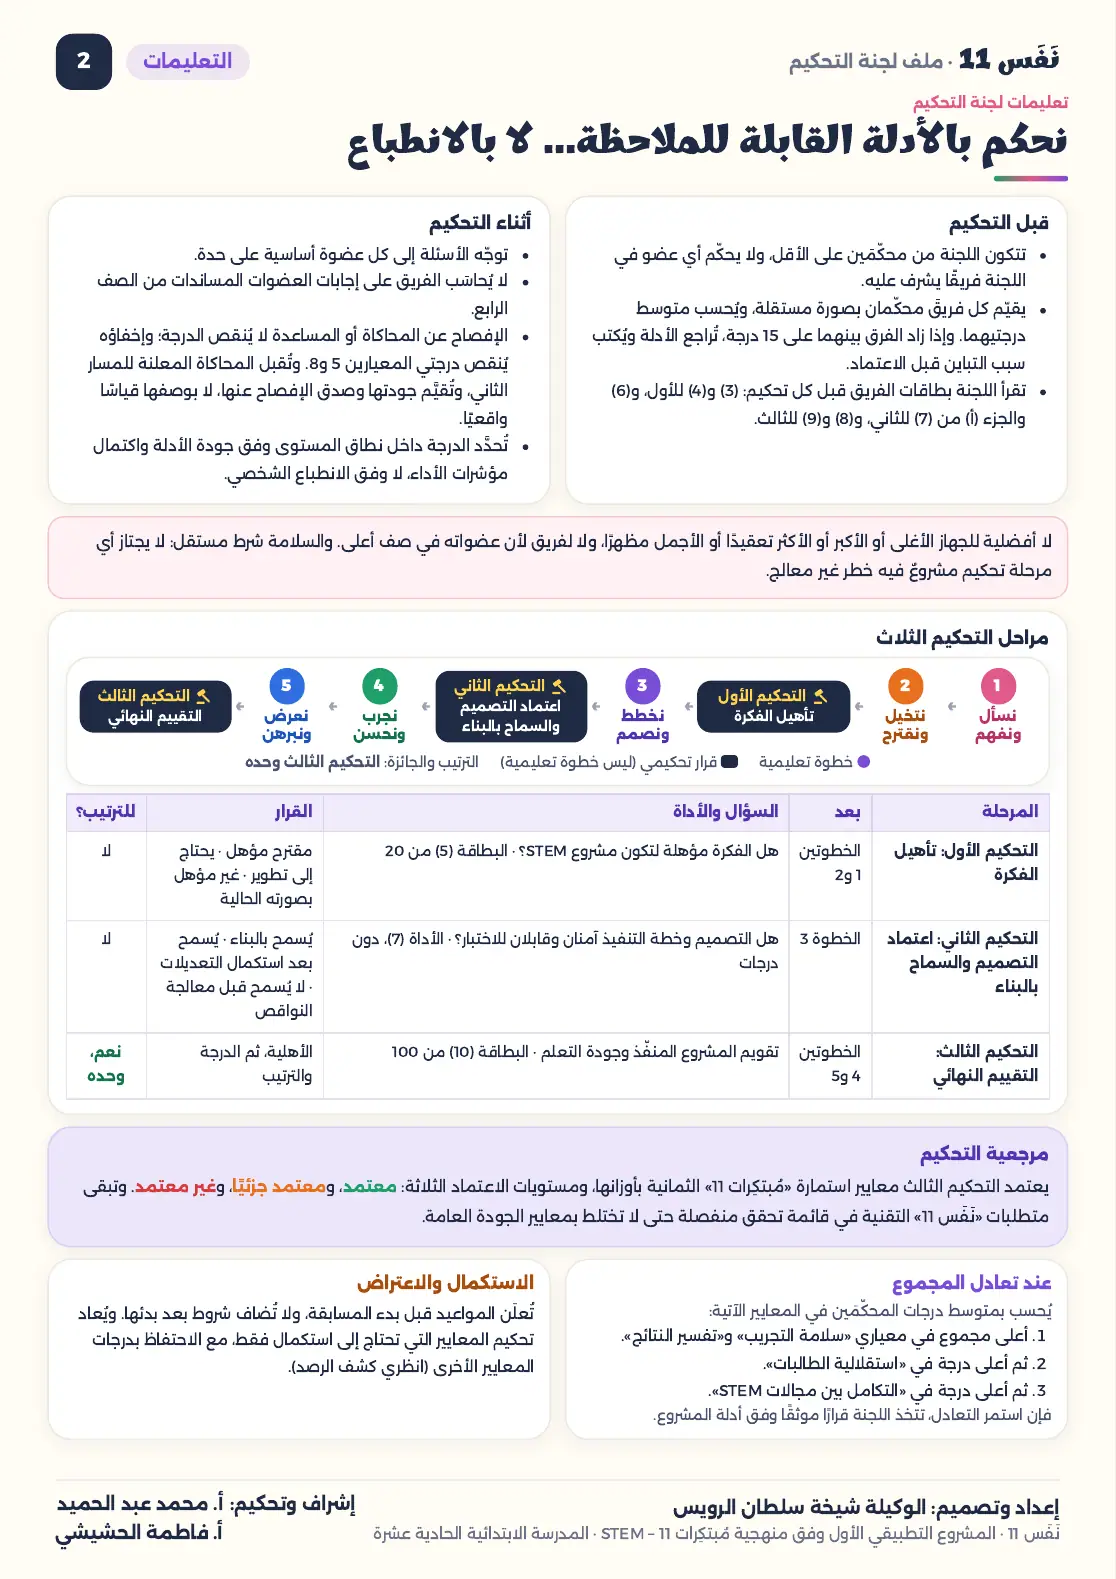 نَفَس 11 · ملف لجنة التحكيم
التعليمات
2
تعليمات لجنة التحكيم
نحكم بالأدلة القابلة للملاحظة... لا بالانطباع
قبل التحكيم
• تتكون اللجنة من محكّمَين على الأقل، ولا يحكّم أي عضو في
اللجنة فريقًا يشرف عليه.
• يقيّم كل فريقَ محكّمان بصورة مستقلة، ويُحسب متوسط
درجتيهما. وإذا زاد الفرق بينهما على 15 درجة، تُراجع الأدلة ويُكتب
سبب التباين قبل الاعتماد.
• تقرأ اللجنة بطاقات الفريق قبل كل تحكيم: (3) و(4) للأول، و(6)
والجزء (أ) من (7) للثاني، و(8) و(9) للثالث.
أثناء التحكيم
• توجّه الأسئلة إلى كل عضوة أساسية على حدة.
• لا يُحاسَب الفريق على إجابات العضوات المساندات من الصف
الرابع.
• الإفصاح عن المحاكاة أو المساعدة لا يُنقص الدرجة؛ وإخفاؤه
يُنقص درجتي المعيارين 5 و8. وتُقبل المحاكاة المعلنة للمسار
الثاني، وتُقيَّم جودتها وصدق الإفصاح عنها، لا بوصفها قياسًا
واقعيًا.
• تُحدَّد الدرجة داخل نطاق المستوى وفق جودة الأدلة واكتمال
مؤشرات الأداء، لا وفق الانطباع الشخصي.
لا أفضلية للجهاز الأغلى أو الأكبر أو الأكثر تعقيدًا أو الأجمل مظهرًا، ولا لفريق لأن عضواته في صف أعلى. والسلامة شرط مستقل: لا يجتاز أي
مرحلة تحكيم مشروعٌ فيه خطر غير معالج.
مراحل التحكيم الثلاث
1
نسأل
ونفهم
2
نتخيل
ونقترح
التحكيم الأول
تأهيل الفكرة
3
نخطط
ونصمم
التحكيم الثاني
اعتماد التصميم
والسماح بالبناء
4
نجرب
ونحسن
5
نعرض
ونبرهن
التحكيم الثالث
التقييم النهائي
خطوة تعليمية
قرار تحكيمي (ليس خطوة تعليمية)
الترتيب والجائزة: التحكيم الثالث وحده
المرحلة
بعد
السؤال والأداة
القرار
للترتيب؟
التحكيم الأول: تأهيل
الفكرة
الخطوتين
1 و2
هل الفكرة مؤهلة لتكون مشروع STEM؟ · البطاقة (5) من 20
مقترح مؤهل · يحتاج
إلى تطوير · غير مؤهل
بصورته الحالية
لا
التحكيم الثاني: اعتماد
التصميم والسماح
بالبناء
الخطوة 3
هل التصميم وخطة التنفيذ آمنان وقابلان للاختبار؟ · الأداة (7)، دون
درجات
يُسمح بالبناء · يُسمح
بعد استكمال التعديلات
· لا يُسمح قبل معالجة
النواقص
لا
التحكيم الثالث:
التقييم النهائي
الخطوتين
4 و5
تقويم المشروع المنفّذ وجودة التعلم · البطاقة (10) من 100
الأهلية، ثم الدرجة
والترتيب
نعم،
وحده
مرجعية التحكيم
يعتمد التحكيم الثالث معايير استمارة «مُبتكِرات 11» الثمانية بأوزانها، ومستويات الاعتماد الثلاثة: معتمد، ومعتمد جزئيًا، وغير معتمد. وتبقى
متطلبات «نَفَس 11» التقنية في قائمة تحقق منفصلة حتى لا تختلط بمعايير الجودة العامة.
عند تعادل المجموع
يُحسب بمتوسط درجات المحكّمَين في المعايير الآتية:
1. أعلى مجموع في معياري «سلامة التجريب» و«تفسير النتائج».
2. ثم أعلى درجة في «استقلالية الطالبات».
3. ثم أعلى درجة في «التكامل بين مجالات STEM».
فإن استمر التعادل، تتخذ اللجنة قرارًا موثقًا وفق أدلة المشروع.
الاستكمال والاعتراض
تُعلَن المواعيد قبل بدء المسابقة، ولا تُضاف شروط بعد بدئها. ويُعاد
تحكيم المعايير التي تحتاج إلى استكمال فقط، مع الاحتفاظ بدرجات
المعايير الأخرى (انظري كشف الرصد).
إعداد وتصميم: الوكيلة شيخة سلطان الرويس
نَفَس 11 · المشروع التطبيقي الأول وفق منهجية مُبتكِرات 11 – STEM · المدرسة الابتدائية الحادية عشرة
إشراف وتحكيم: أ. محمد عبد الحميد
أ. فاطمة الحشيشي